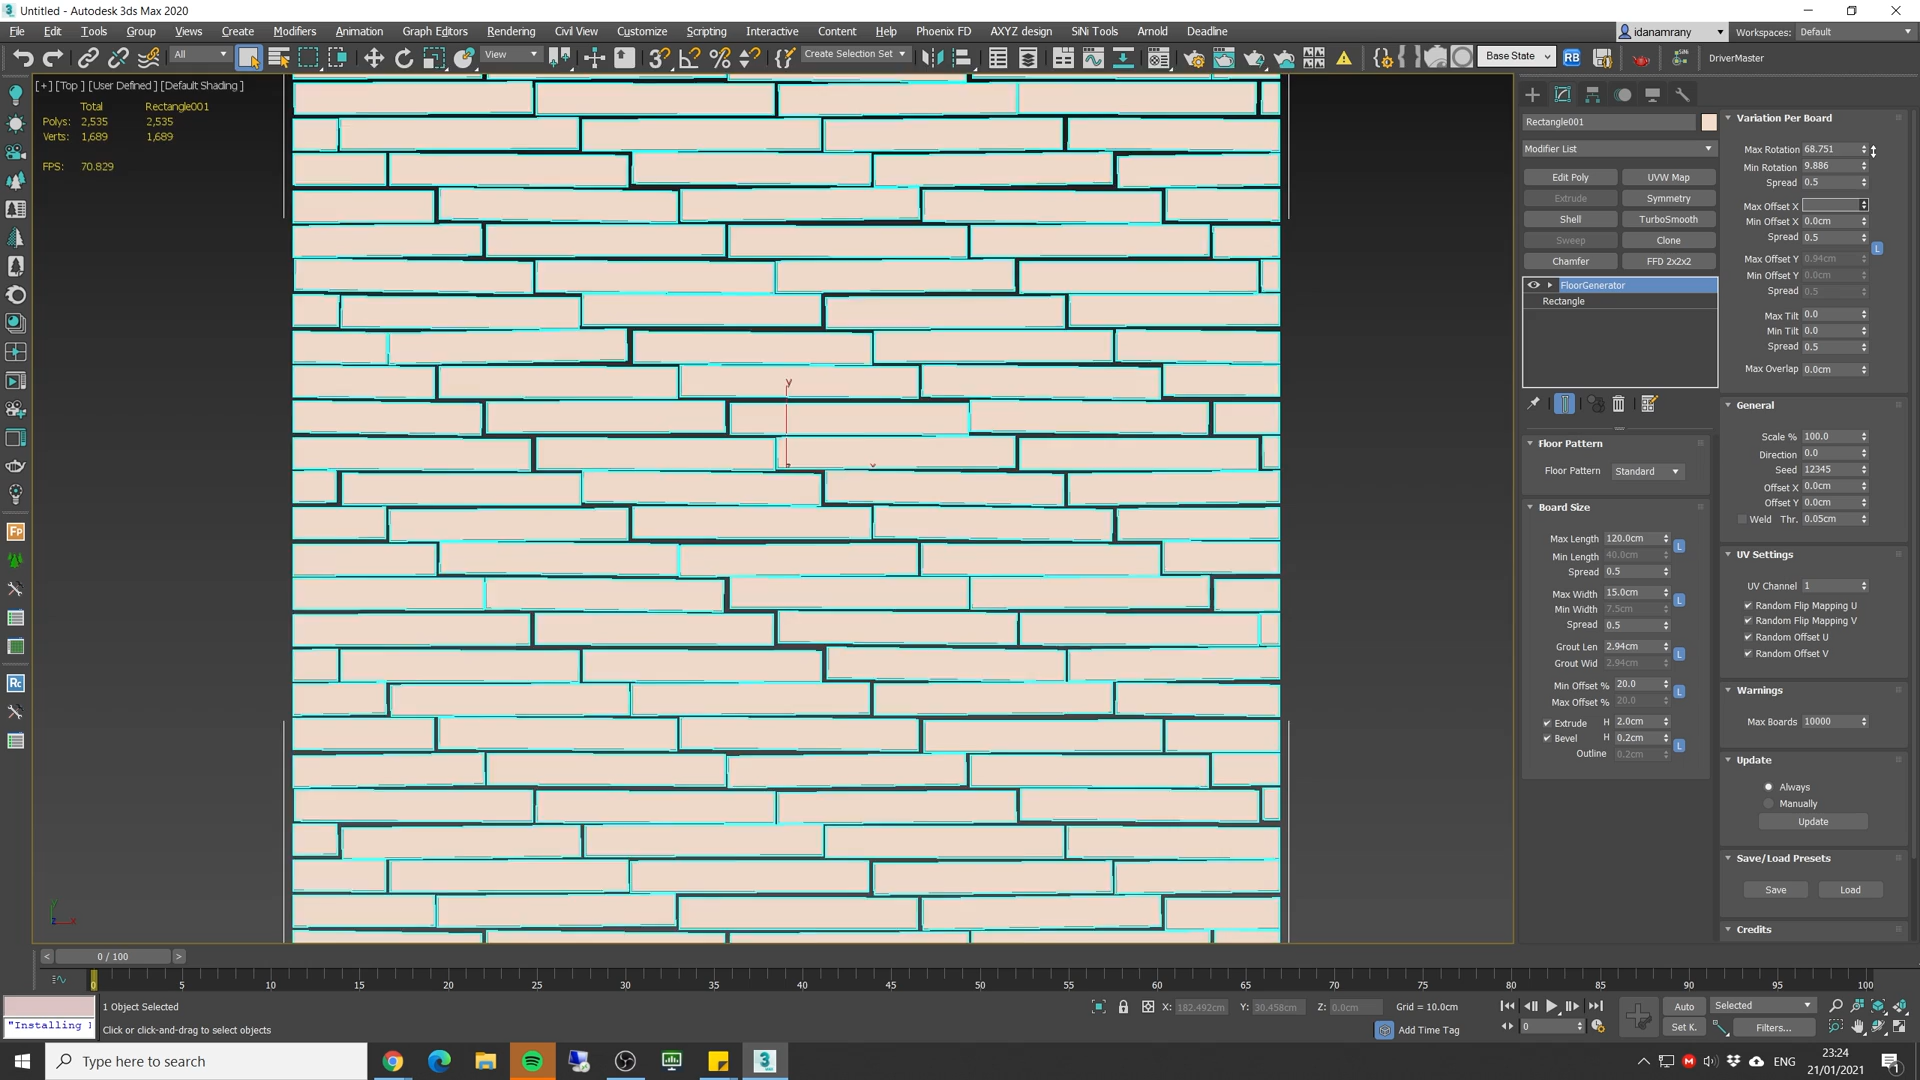 Untitled - Autodesk 3ds Max 2020
File Edit Tools Group Views Create Modifiers Animation Graph Editors Rendering Civil View Customize Scripting Interactive Content Help Phoenix FD AXYZ design SiNi Tools Arnold Deadline
idanamrany Workspaces: Default
All View Create Selection Set Base State RB DriverMaster
[+] [Top] [User Defined] [Default Shading]
Total Rectangle001
Polys: 2,535 2,535
Verts: 1,689 1,689
FPS: 70.829
Rectangle001
Modifier List
Edit Poly UVW Map
Extrude Symmetry
Shell TurboSmooth
Sweep Clone
Chamfer FFD 2x2x2
FloorGenerator
Rectangle
Floor Pattern
Floor Pattern Standard
Board Size
Max Length 120.0cm
Min Length 40.0cm
Spread 0.5
Max Width 15.0cm
Min Width 7.5cm
Spread 0.5
Grout Len 2.94cm
Grout Wid 2.94cm
Min Offset % 20.0
Max Offset % 20.0
Extrude H 2.0cm
Bevel H 0.2cm
Outline 0.2cm
Variation Per Board
Max Rotation 68.751
Min Rotation 9.886
Spread 0.5
Max Offset X
Min Offset X 0.0cm
Spread 0.5
L
Max Offset Y 0.94cm
Min Offset Y 0.0cm
Spread 0.5
Max Tilt 0.0
Min Tilt 0.0
Spread 0.5
Max Overlap 0.0cm
General
Scale % 100.0
Direction 0.0
Seed 12345
Offset X 0.0cm
Offset Y 0.0cm
Weld Thr. 0.05cm
UV Settings
UV Channel 1
Random Flip Mapping U
Random Flip Mapping V
Random Offset U
Random Offset V
Warnings
Max Boards 10000
Update
Always
Manually
Update
Save/Load Presets
Save Load
Credits
y
x
Fp
Rc
< 0 / 100 >
0 5 10 15 20 25 30 35 40 45 50 55 60 65 70 75 80 85 90 95 100
1 Object Selected
"Installing
Click or click-and-drag to select objects
X: 182.492cm Y: 30.458cm Z: 0.0cm Grid = 10.0cm
Add Time Tag
0
Auto Selected
Set K. Filters...
Type here to search
3
ENG
23:24
21/01/2021
1